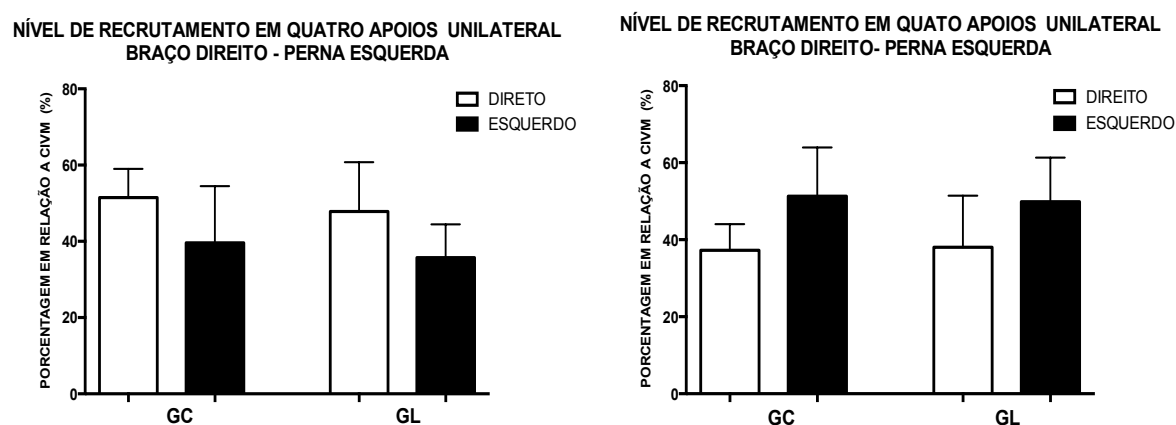 NÍVEL DE RECRUTAMENTO EM QUATRO APOIOS UNILATERAL
BRAÇO DIREITO - PERNA ESQUERDA
PORCENTAGEM EM RELAÇÃO A CIVM (%)
80
60
40
20
0
DIRETO
ESQUERDO
GC
GL
NÍVEL DE RECRUTAMENTO EM QUATO APOIOS UNILATERAL
BRAÇO DIREITO- PERNA ESQUERDA
PORCENTAGEM EM RELAÇÃO A CIVM (%)
80
60
40
20
0
DIREITO
ESQUERDO
GC
GL